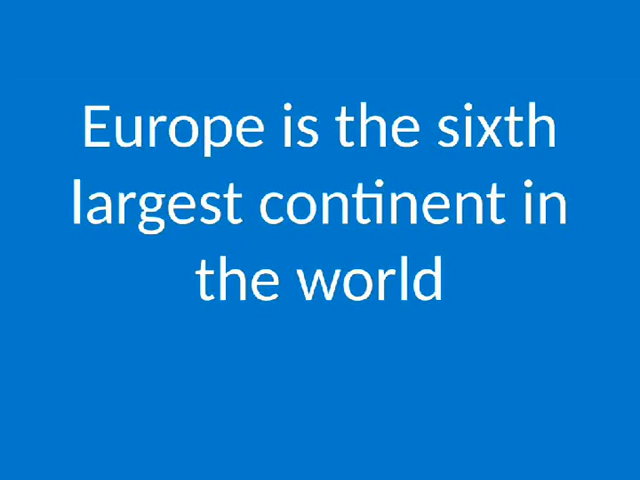 Europe is the sixth
largest continent in
the world